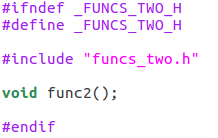 #ifndef _FUNCS_TWO_H
#define _FUNCS_TWO_H
#include "funcs_two.h"
void func2();
#endif